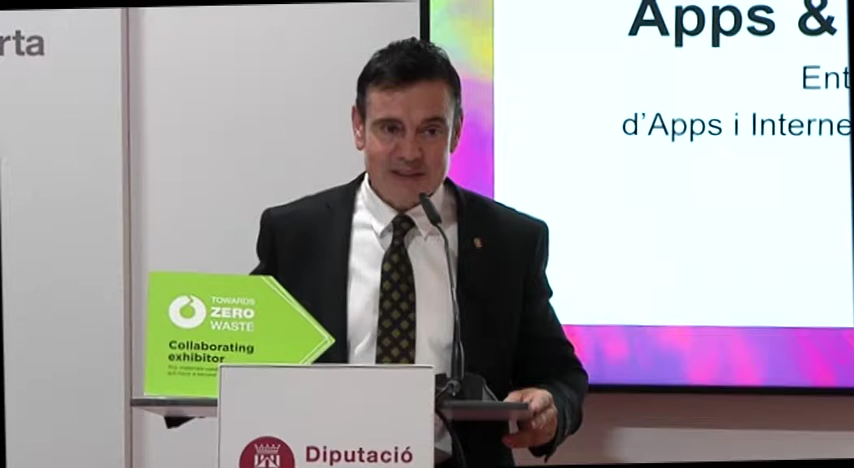 rta
Apps &
Ent
d'Apps i Interne
TOWARDS
ZERO
WASTE
Collaborating
exhibitor
Diputació